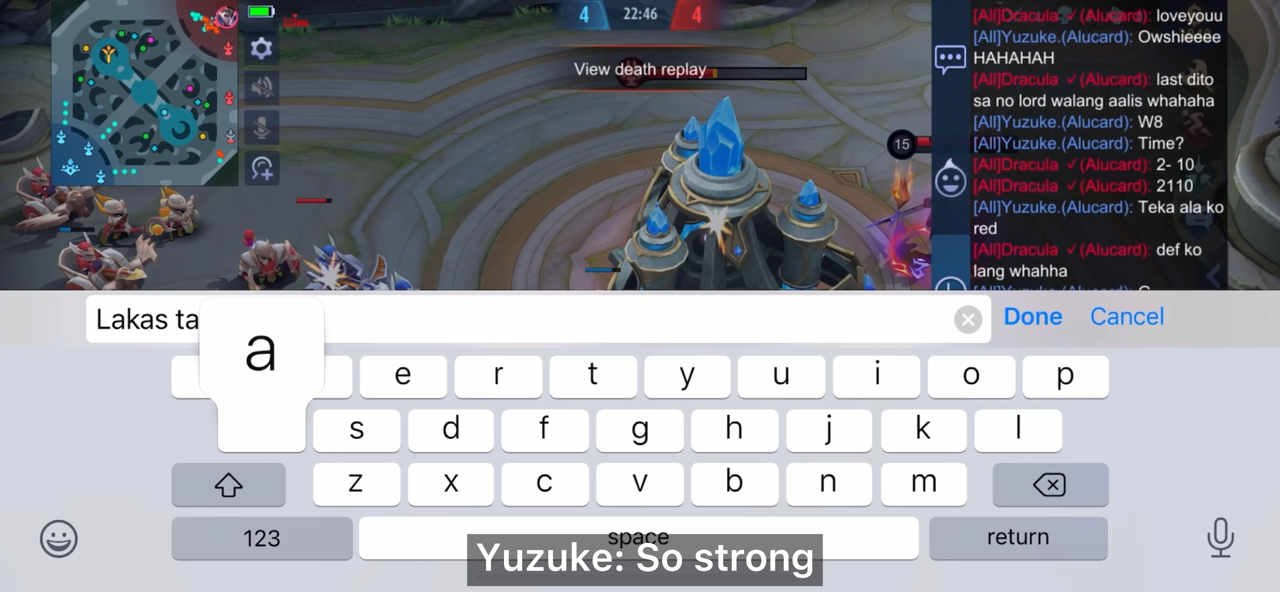 4 22:46 4
View death replay
15
[All]Dracula ✓(Alucard): loveyouu
[All]Yuzuke.(Alucard): Owshieeee
HAHAHAH
[All]Dracula ✓(Alucard): last dito
sa no lord walang aalis whahaha
[All]Yuzuke.(Alucard): W8
[All]Yuzuke.(Alucard): Time?
[All]Dracula ✓(Alucard): 2- 10
[All]Dracula ✓(Alucard): 2110
[All]Yuzuke.(Alucard): Teka ala ko
red
[All]Dracula ✓(Alucard): def ko
lang whahha
Lakas ta
Done Cancel
a
e r t y u i o p
s d f g h j k l
z x c v b n m
123 space return
Yuzuke: So strong